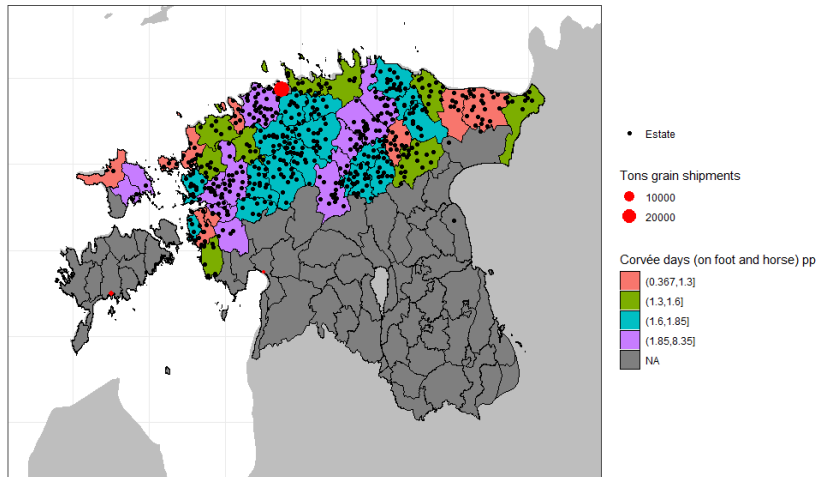 Estate
Tons grain shipments
10000
20000
Corvée days (on foot and horse) pp
(0.367,1.3]
(1.3,1.6]
(1.6,1.85]
(1.85,8.35]
NA